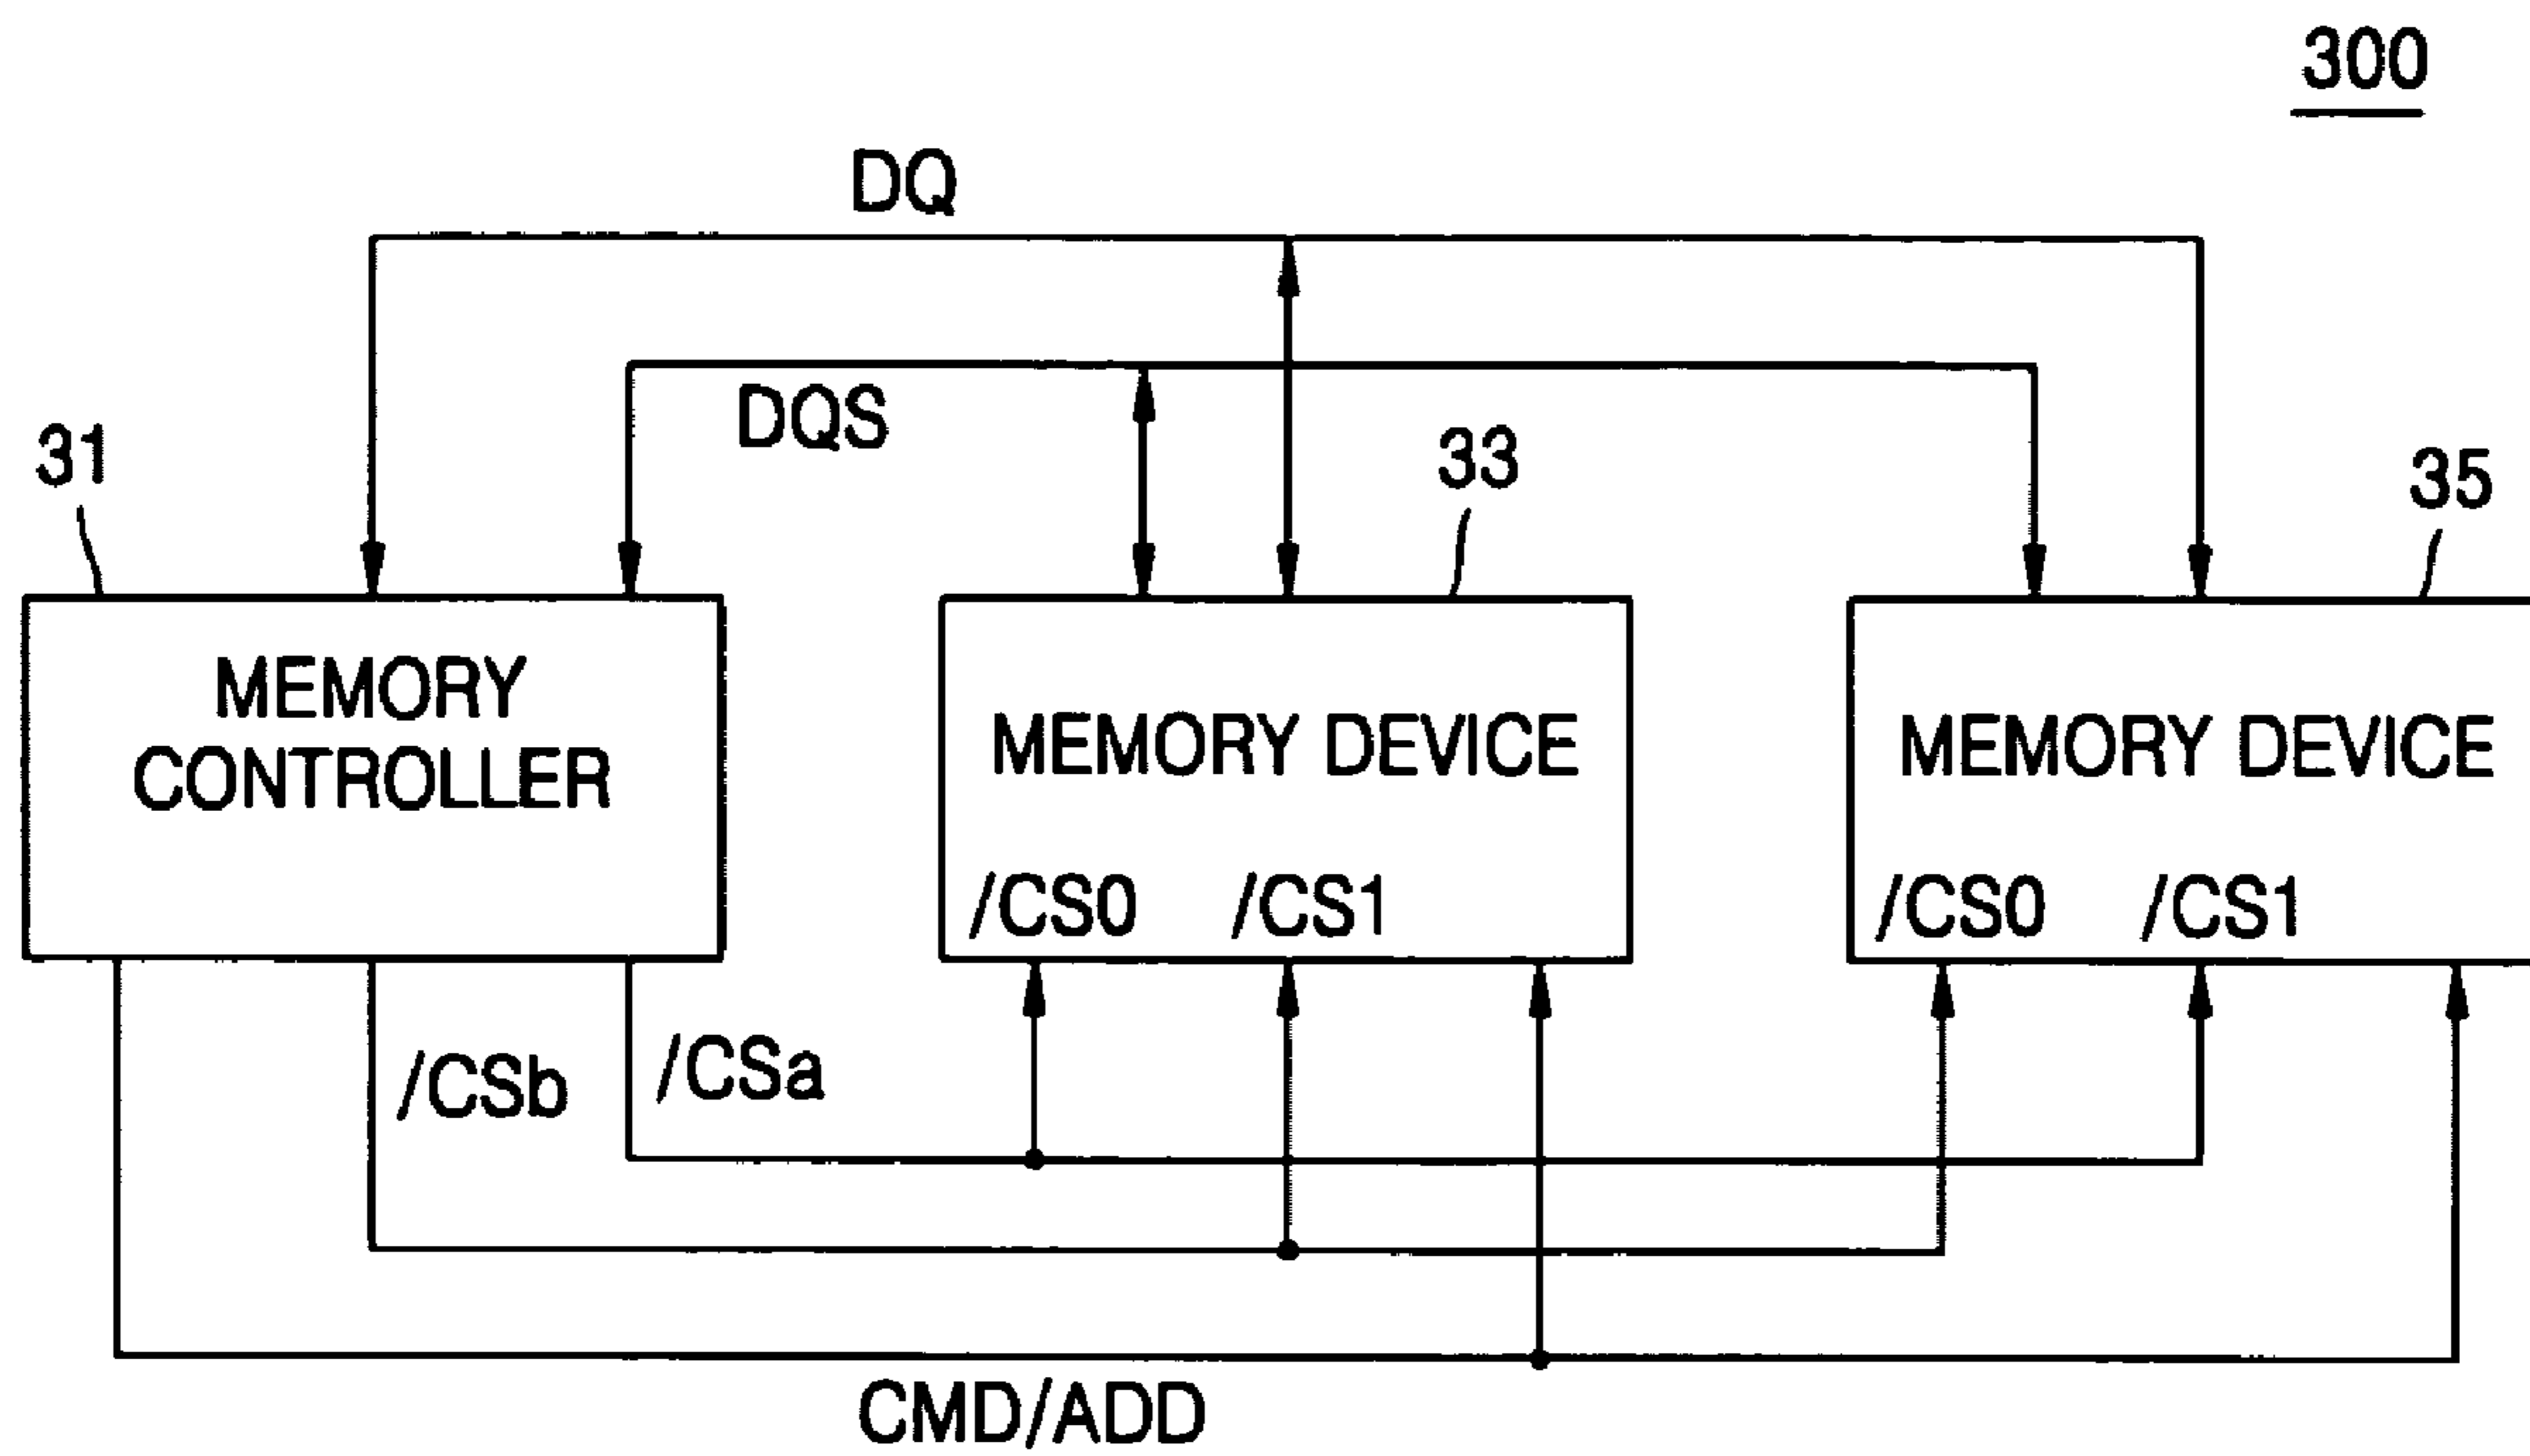 300
DQ
DQS
31
33
35
MEMORY
CONTROLLER
MEMORY DEVICE
MEMORY DEVICE
/CS0 /CS1
/CS0 /CS1
/CSb
/CSa
CMD/ADD